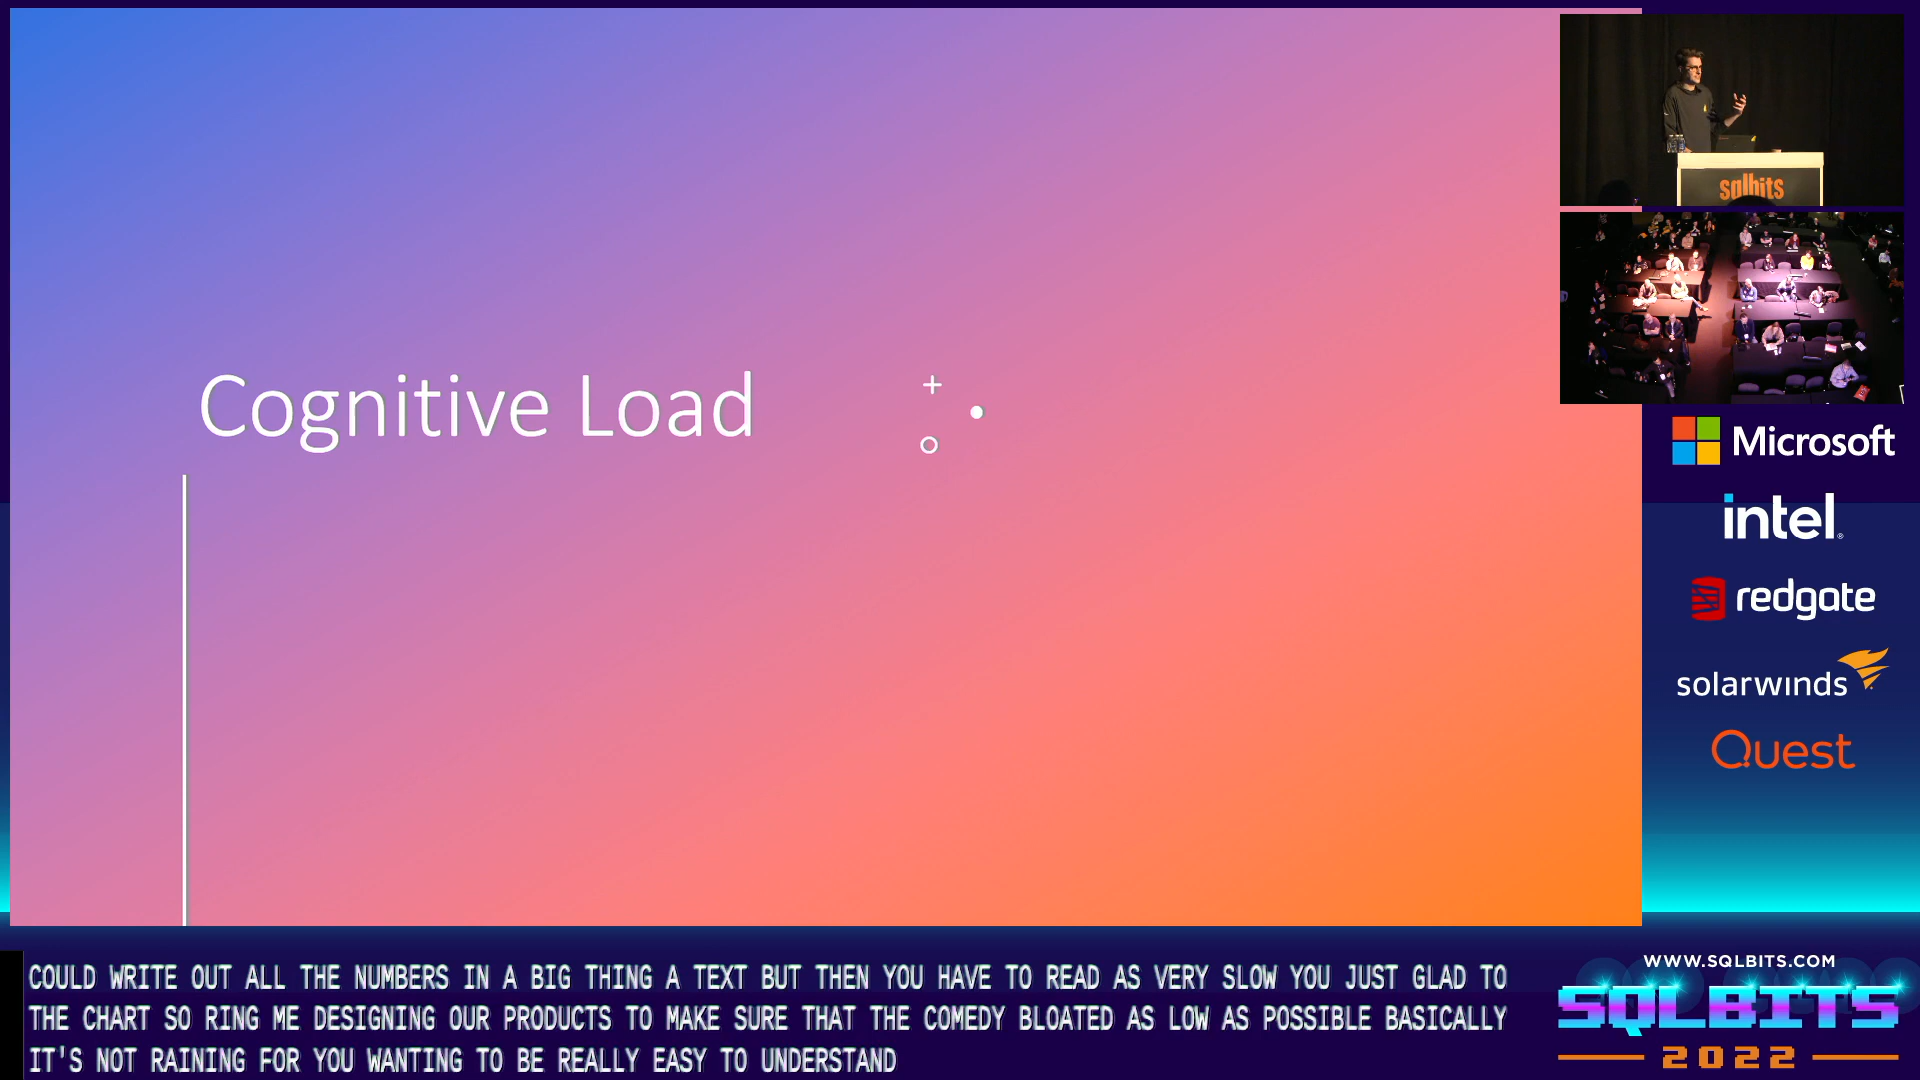 Cognitive Load
sqlbits
Microsoft
intel
redgate
solarwinds
Quest
COULD WRITE OUT ALL THE NUMBERS IN A BIG THING A TEXT BUT THEN YOU HAVE TO READ AS VERY SLOW YOU JUST GLAD TO
THE CHART SO RING ME DESIGNING OUR PRODUCTS TO MAKE SURE THAT THE COMEDY BLOATED AS LOW AS POSSIBLE BASICALLY
IT'S NOT RAINING FOR YOU WANTING TO BE REALLY EASY TO UNDERSTAND
WWW.SQLBITS.COM
SQLBITS
2022